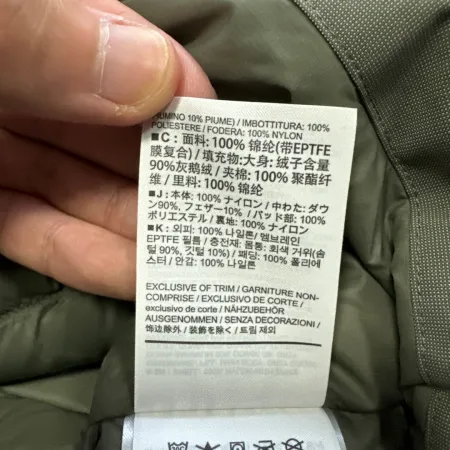 PIUMINO 10% PIUME) / IMBOTTITURA: 100%
POLIESTERE / FODERA: 100% NYLON
■C: 面料: 100% 锦纶(带EPTFE
膜复合) / 填充物: 大身: 绒子含量
90%灰鹅绒 / 夹棉: 100% 聚酯纤
维 / 里料: 100% 锦纶
■J: 本体: 100% ナイロン / 中わた: ダウ
ン90%, フェザー10% / パッド部: 100%
ポリエステル / 裏地: 100% ナイロン
■K: 외피: 100% 나일론/ 멤브레인
EPTFE 필름 / 충전재: 몸통: 회색 거위(솜
털 90%, 깃털 10%) / 패딩: 100% 폴리에
스터 / 안감: 100% 나일론
EXCLUSIVE OF TRIM / GARNITURE NON-
COMPRISE / EXCLUSIVO DE CORTE /
exclusivo de corte / NÄHZUBEHÖR
AUSGENOMMEN / SENZA DECORAZIONI /
饰边除外 / 装飾を除く / 트림 제외